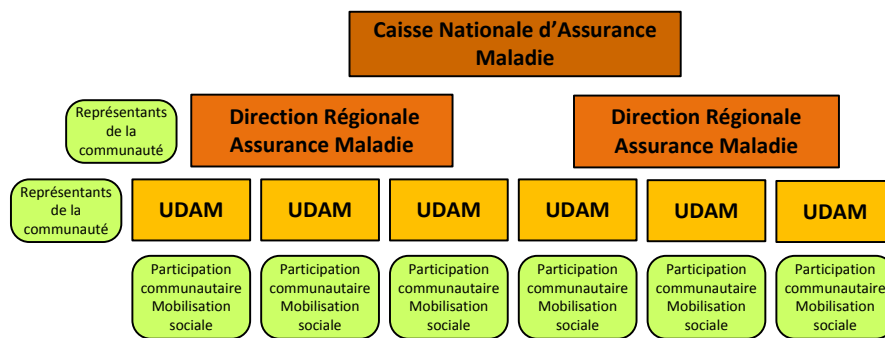 Caisse Nationale d’Assurance
Maladie
Représentants
de la
communauté
Direction Régionale
Assurance Maladie
Direction Régionale
Assurance Maladie
Représentants
de la
communauté
UDAM
UDAM
UDAM
UDAM
UDAM
UDAM
Participation
communautaire
Mobilisation
sociale
Participation
communautaire
Mobilisation
sociale
Participation
communautaire
Mobilisation
sociale
Participation
communautaire
Mobilisation
sociale
Participation
communautaire
Mobilisation
sociale
Participation
communautaire
Mobilisation
sociale